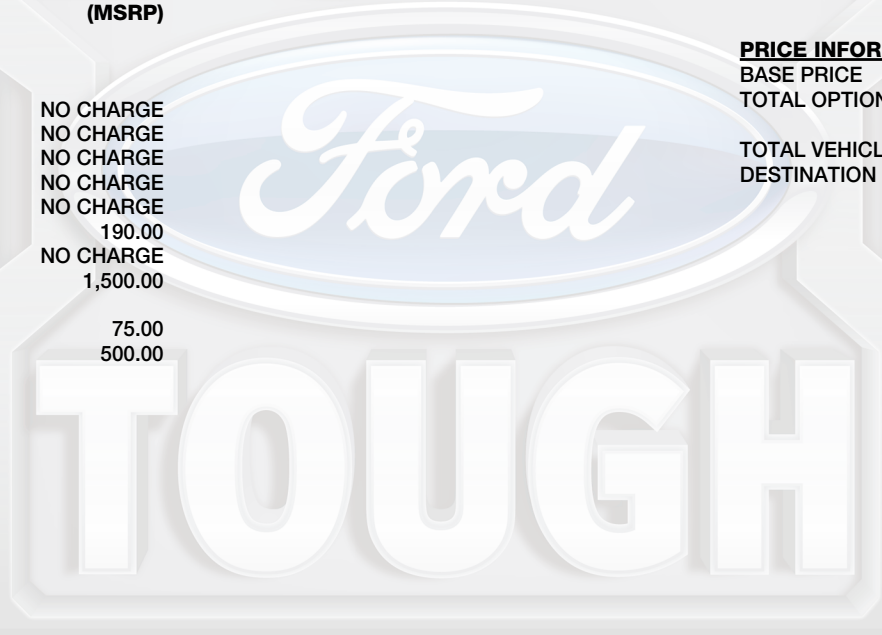 (MSRP)
NO CHARGE
NO CHARGE
NO CHARGE
NO CHARGE
NO CHARGE
190.00
NO CHARGE
1,500.00
75.00
500.00
PRICE INFOR
BASE PRICE
TOTAL OPTION
TOTAL VEHICL
DESTINATION
Ford
TOUGH